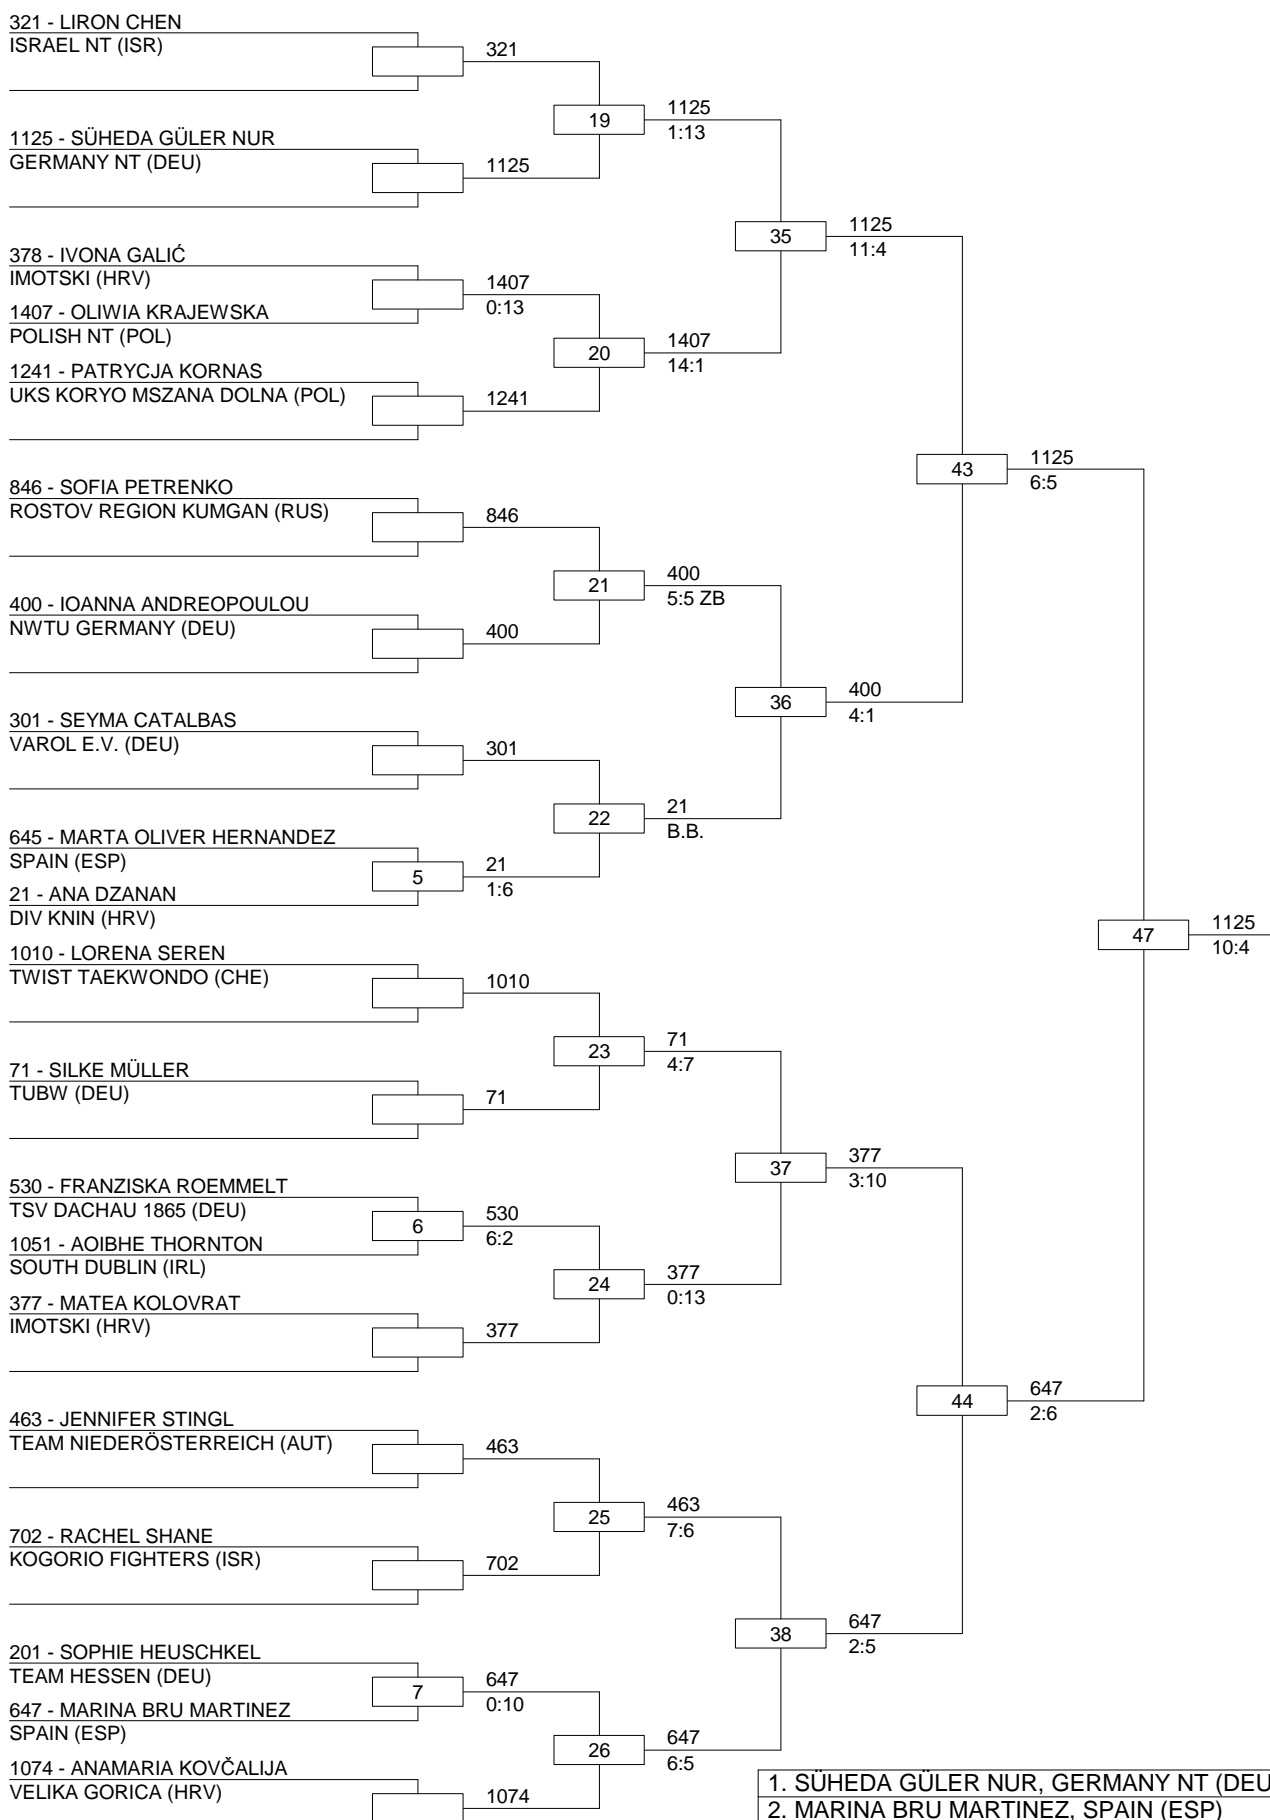 321 - LIRON CHEN
ISRAEL NT (ISR)
321
19
1125
1:13
1125 - SÜHEDA GÜLER NUR
GERMANY NT (DEU)
1125
35
1125
11:4
378 - IVONA GALIĆ
IMOTSKI (HRV)
1407
0:13
1407 - OLIWIA KRAJEWSKA
POLISH NT (POL)
20
1407
14:1
1241 - PATRYCJA KORNAS
UKS KORYO MSZANA DOLNA (POL)
1241
43
1125
6:5
846 - SOFIA PETRENKO
ROSTOV REGION KUMGAN (RUS)
846
21
400
5:5 ZB
400 - IOANNA ANDREOPOULOU
NWTU GERMANY (DEU)
400
36
400
4:1
301 - SEYMA CATALBAS
VAROL E.V. (DEU)
301
22
21
B.B.
645 - MARTA OLIVER HERNANDEZ
SPAIN (ESP)
5
21
1:6
21 - ANA DZANAN
DIV KNIN (HRV)
47
1125
10:4
1010 - LORENA SEREN
TWIST TAEKWONDO (CHE)
1010
23
71
4:7
71 - SILKE MÜLLER
TUBW (DEU)
71
37
377
3:10
530 - FRANZISKA ROEMMELT
TSV DACHAU 1865 (DEU)
6
530
6:2
1051 - AOIBHE THORNTON
SOUTH DUBLIN (IRL)
24
377
0:13
377 - MATEA KOLOVRAT
IMOTSKI (HRV)
377
44
647
2:6
463 - JENNIFER STINGL
TEAM NIEDERÖSTERREICH (AUT)
463
25
463
7:6
702 - RACHEL SHANE
KOGORIO FIGHTERS (ISR)
702
38
647
2:5
201 - SOPHIE HEUSCHKEL
TEAM HESSEN (DEU)
7
647
0:10
647 - MARINA BRU MARTINEZ
SPAIN (ESP)
26
647
6:5
1074 - ANAMARIA KOVČALIJA
VELIKA GORICA (HRV)
1074
1. SÜHEDA GÜLER NUR, GERMANY NT (DEU
2. MARINA BRU MARTINEZ, SPAIN (ESP)